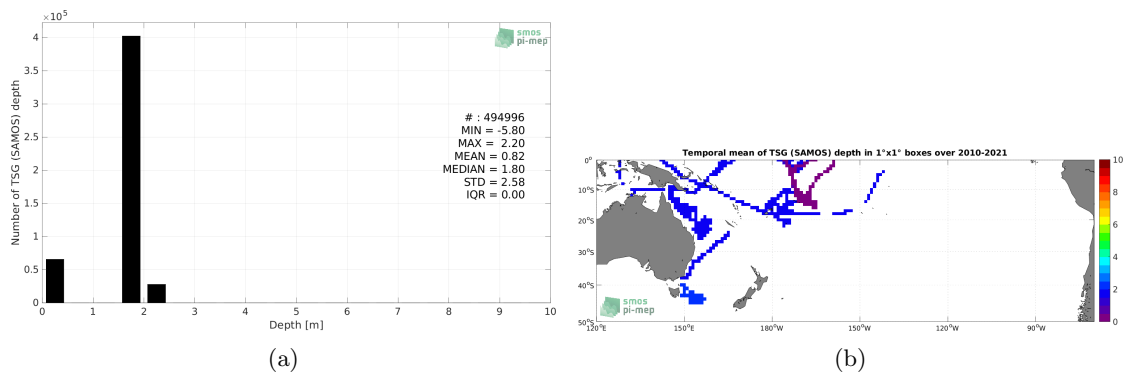 ×10⁵
4
3.5
3
2.5
2
1.5
1
0.5
0
Number of TSG (SAMOS) depth
smos
pi-mep
# : 494996
MIN = -5.80
MAX = 2.20
MEAN = 0.82
MEDIAN = 1.80
STD = 2.58
IQR = 0.00
0 1 2 3 4 5 6 7 8 9 10
Depth [m]
(a)
Temporal mean of TSG (SAMOS) depth in 1°x1° boxes over 2010-2021
0°
10°S
20°S
30°S
40°S
50°S
smos
pi-mep
120°E 150°E 180°W 150°W 120°W 90°W
10
8
6
4
2
0
(b)